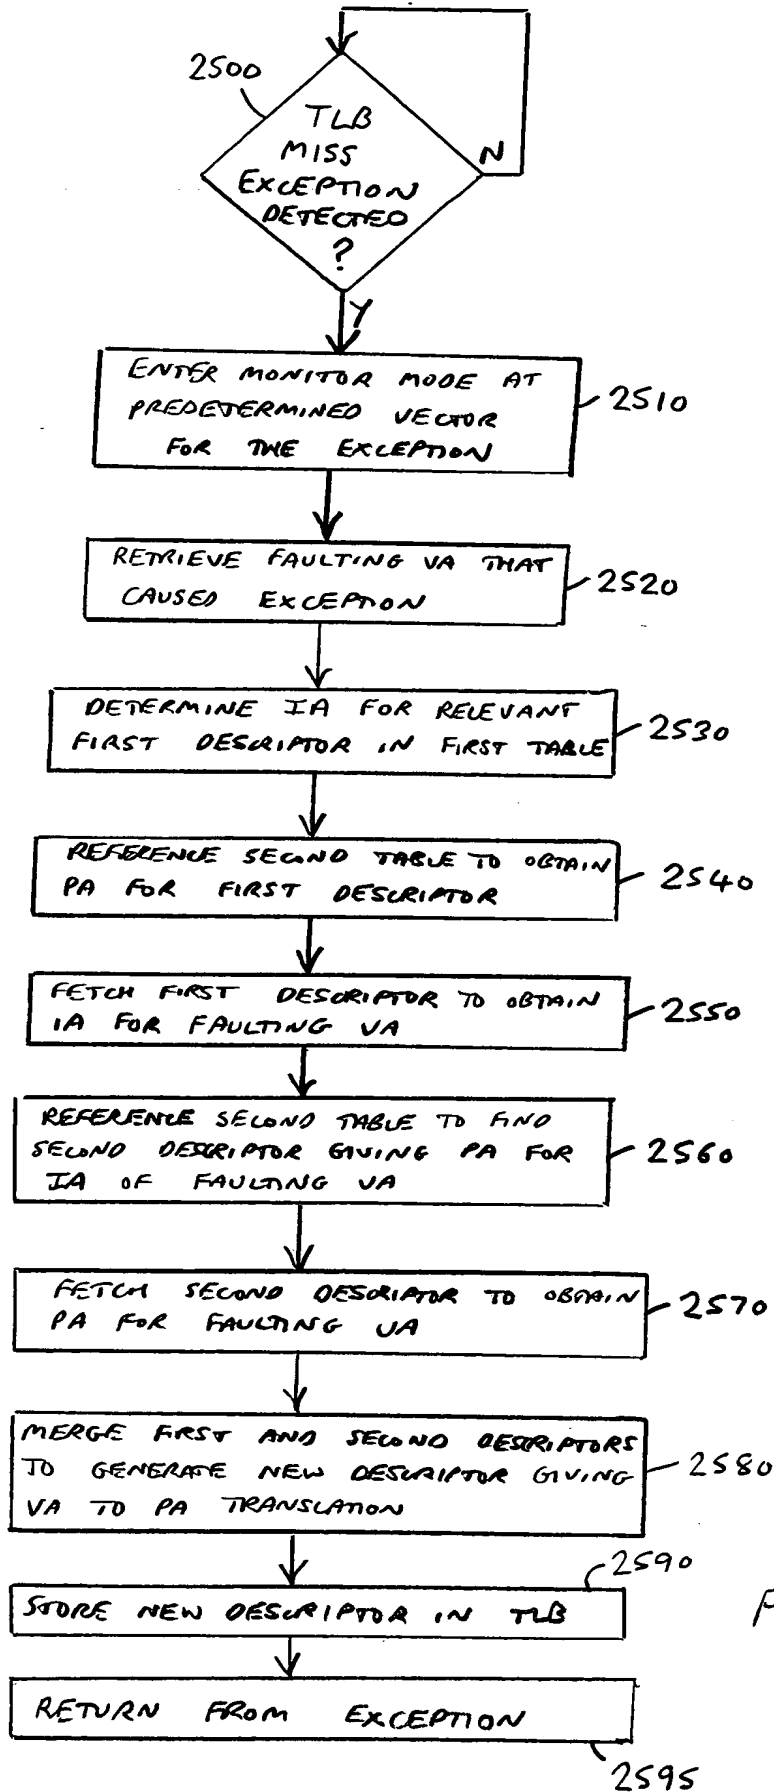 2500
TLB
MISS
EXCEPTION
DETECTED
?
N
Y
ENTER MONITOR MODE AT
PREDETERMINED VECTOR
FOR THE EXCEPTION
2510
RETRIEVE FAULTING VA THAT
CAUSED EXCEPTION
2520
DETERMINE IA FOR RELEVANT
FIRST DESCRIPTOR IN FIRST TABLE
2530
REFERENCE SECOND TABLE TO OBTAIN
PA FOR FIRST DESCRIPTOR
2540
FETCH FIRST DESCRIPTOR TO OBTAIN
IA FOR FAULTING VA
2550
REFERENCE SECOND TABLE TO FIND
SECOND DESCRIPTOR GIVING PA FOR
IA OF FAULTING VA
2560
FETCH SECOND DESCRIPTOR TO OBTAIN
PA FOR FAULTING VA
2570
MERGE FIRST AND SECOND DESCRIPTORS
TO GENERATE NEW DESCRIPTOR GIVING
VA TO PA TRANSLATION
2580
STORE NEW DESCRIPTOR IN TLB
2590
RETURN FROM EXCEPTION
2595